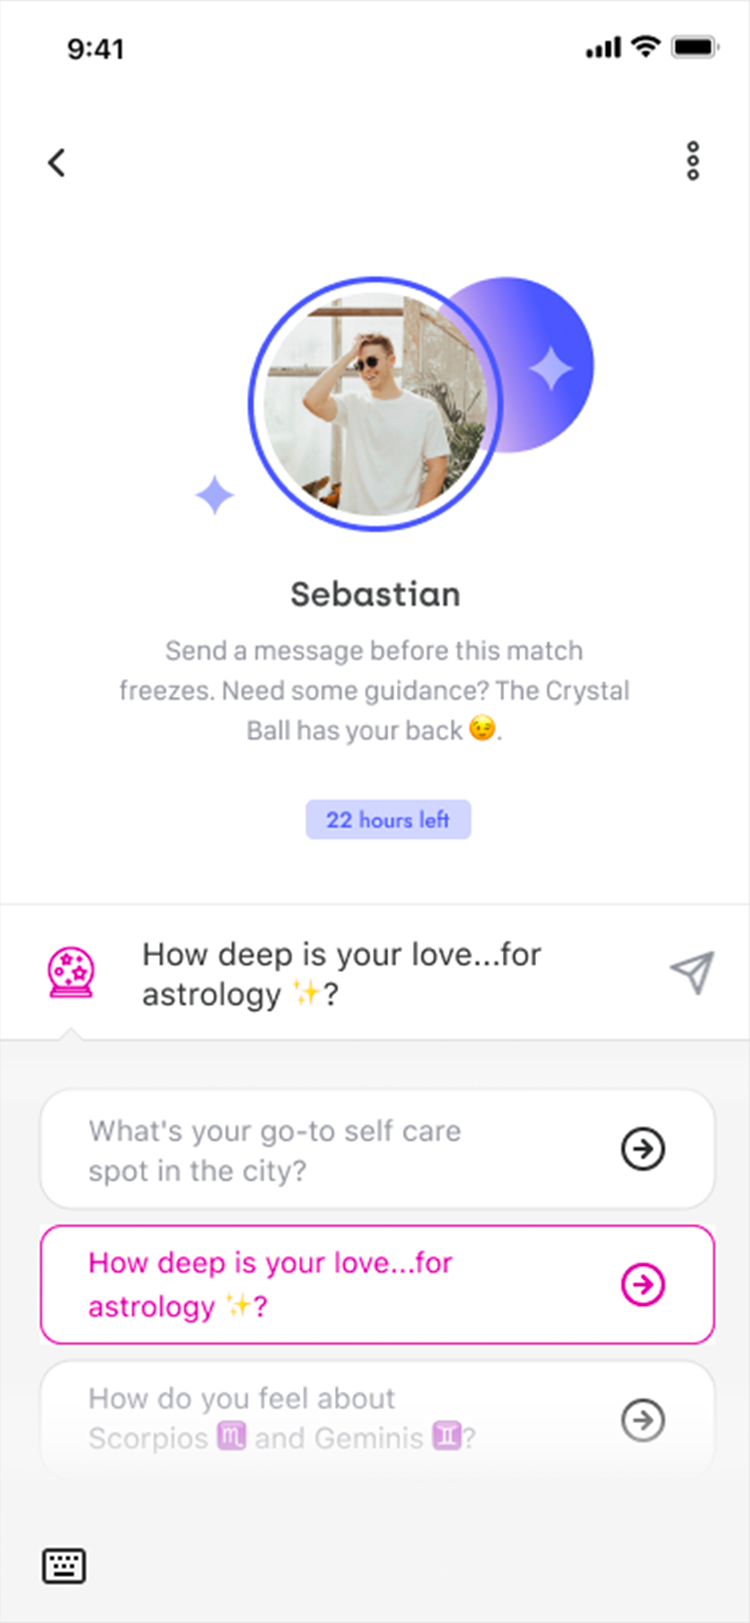 9:41
Sebastian
Send a message before this match
freezes. Need some guidance? The Crystal
Ball has your back 😉.
22 hours left
How deep is your love...for
astrology ✨?
What's your go-to self care
spot in the city?
How deep is your love...for
astrology ✨?
How do you feel about
Scorpios ♏ and Geminis ♊?